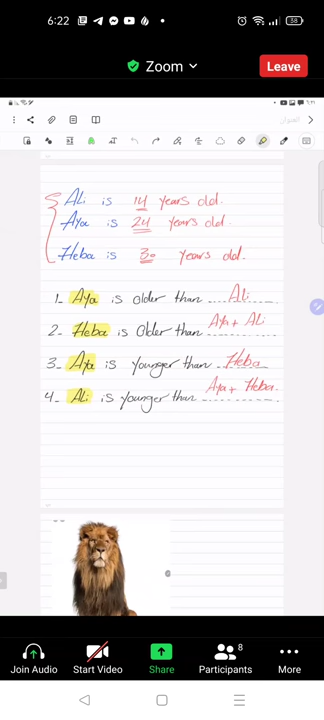 6:22
38
Zoom
Leave
العنوان
Ali is 14 years old.
Aya is 24 years old.
Heba is 30 years old.
1- Aya is older than Ali
2- Heba is Older than Aya + Ali
3- Aya is younger than Heba
4- Ali is younger than Aya + Heba.
8
Join Audio
Start Video
Share
Participants
More